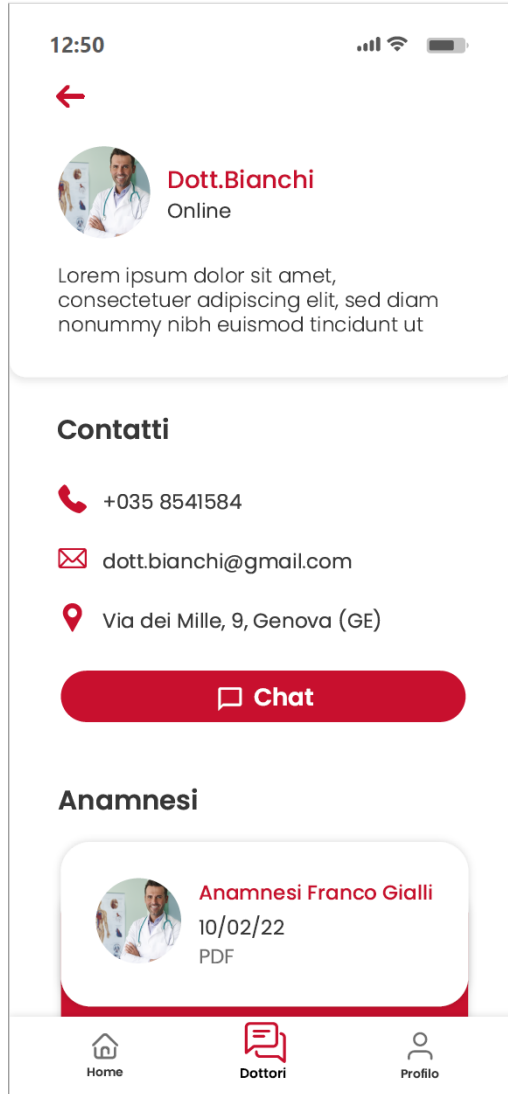 12:50
Dott.Bianchi
Online
Lorem ipsum dolor sit amet,
consectetuer adipiscing elit, sed diam
nonummy nibh euismod tincidunt ut
Contatti
+035 8541584
dott.bianchi@gmail.com
Via dei Mille, 9, Genova (GE)
Chat
Anamnesi
Anamnesi Franco Gialli
10/02/22
PDF
Home
Dottori
Profilo